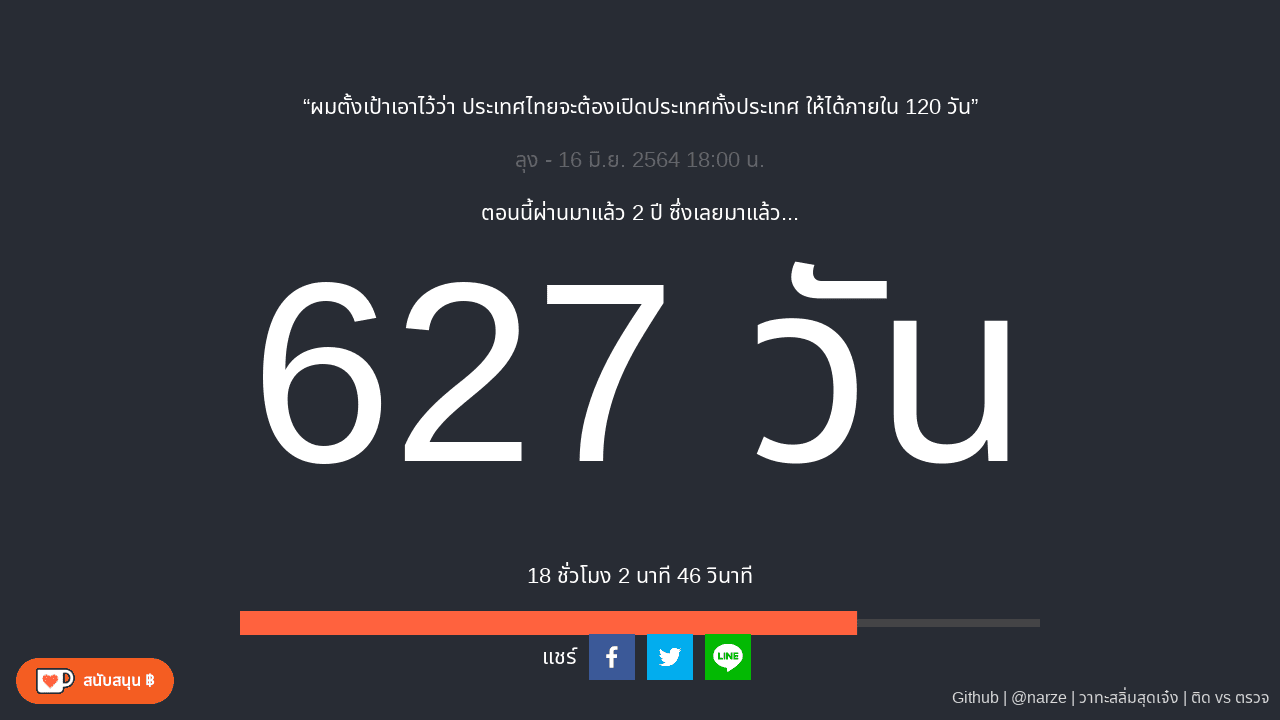 “ผมตั้งเป้าเอาไว้ว่า ประเทศไทยจะต้องเปิดประเทศทั้งประเทศ ให้ได้ภายใน 120 วัน”
ลุง - 16 มิ.ย. 2564 18:00 น.
ตอนนี้ผ่านมาแล้ว 2 ปี ซึ่งเลยมาแล้ว...
627 วัน
18 ชั่วโมง 2 นาที 46 วินาที
แชร์
LINE
สนับสนุน ฿
Github | @narze | วาทะสลิ่มสุดเจ๋ง | ติด vs ตรวจ